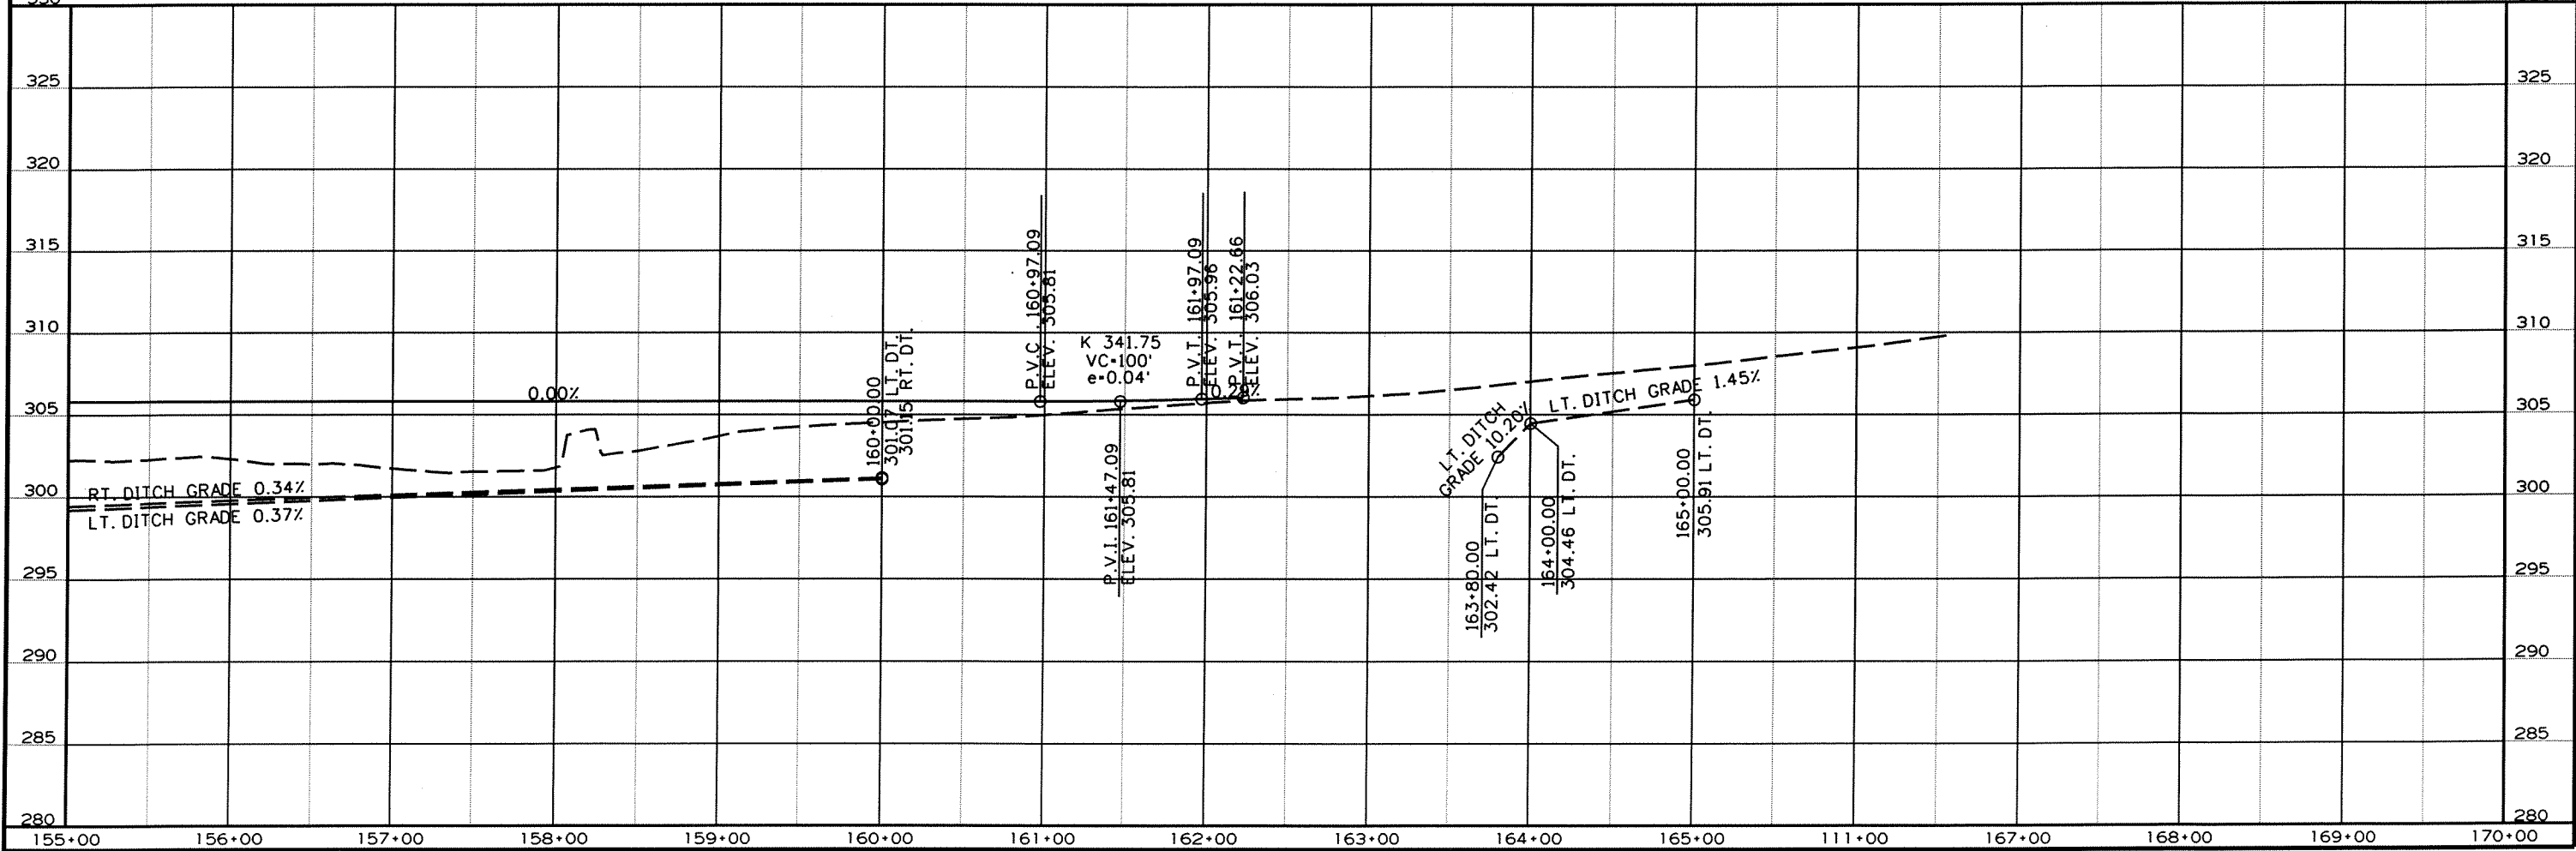 325
325
320
320
315
315
310
310
305
305
300
300
295
295
290
290
285
285
280
280
0.00%
RT. DITCH GRADE 0.34%
LT. DITCH GRADE 0.37%
160+00.00
301.07 LT. DT.
301.15 RT. DT.
P.V.C. 160+97.09
ELEV. 305.81
K 341.75
VC=100'
e=0.04'
P.V.I. 161+47.09
ELEV. 305.81
P.V.T. 161+97.09
ELEV. 305.96
P.V.T. 161+22.66
ELEV. 306.03
LT. DITCH
GRADE 10.20%
LT. DITCH GRADE 1.45%
163+80.00
302.42 LT. DT.
164+00.00
304.46 LT. DT.
165+00.00
305.91 LT. DT.
155+00
156+00
157+00
158+00
159+00
160+00
161+00
162+00
163+00
164+00
165+00
111+00
167+00
168+00
169+00
170+00